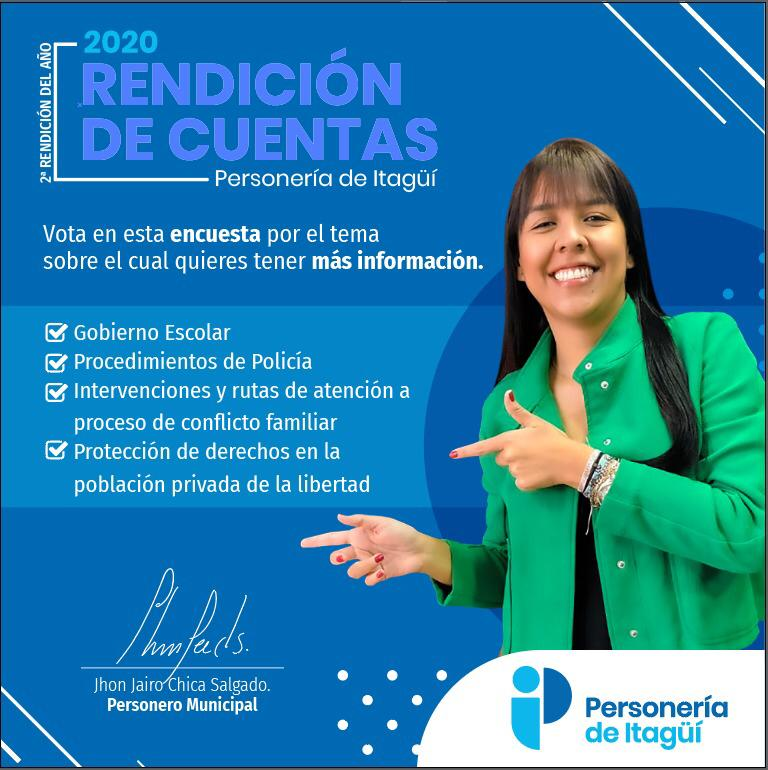 2020
RENDICIÓN
DE CUENTAS
2ª RENDICIÓN DEL AÑO
Personería de Itagüí
Vota en esta encuesta por el tema
sobre el cual quieres tener más información.
Gobierno Escolar
Procedimientos de Policía
Intervenciones y rutas de atención a
proceso de conflicto familiar
Protección de derechos en la
población privada de la libertad
Jhon Jairo Chica Salgado.
Personero Municipal
Personería
de Itagüí